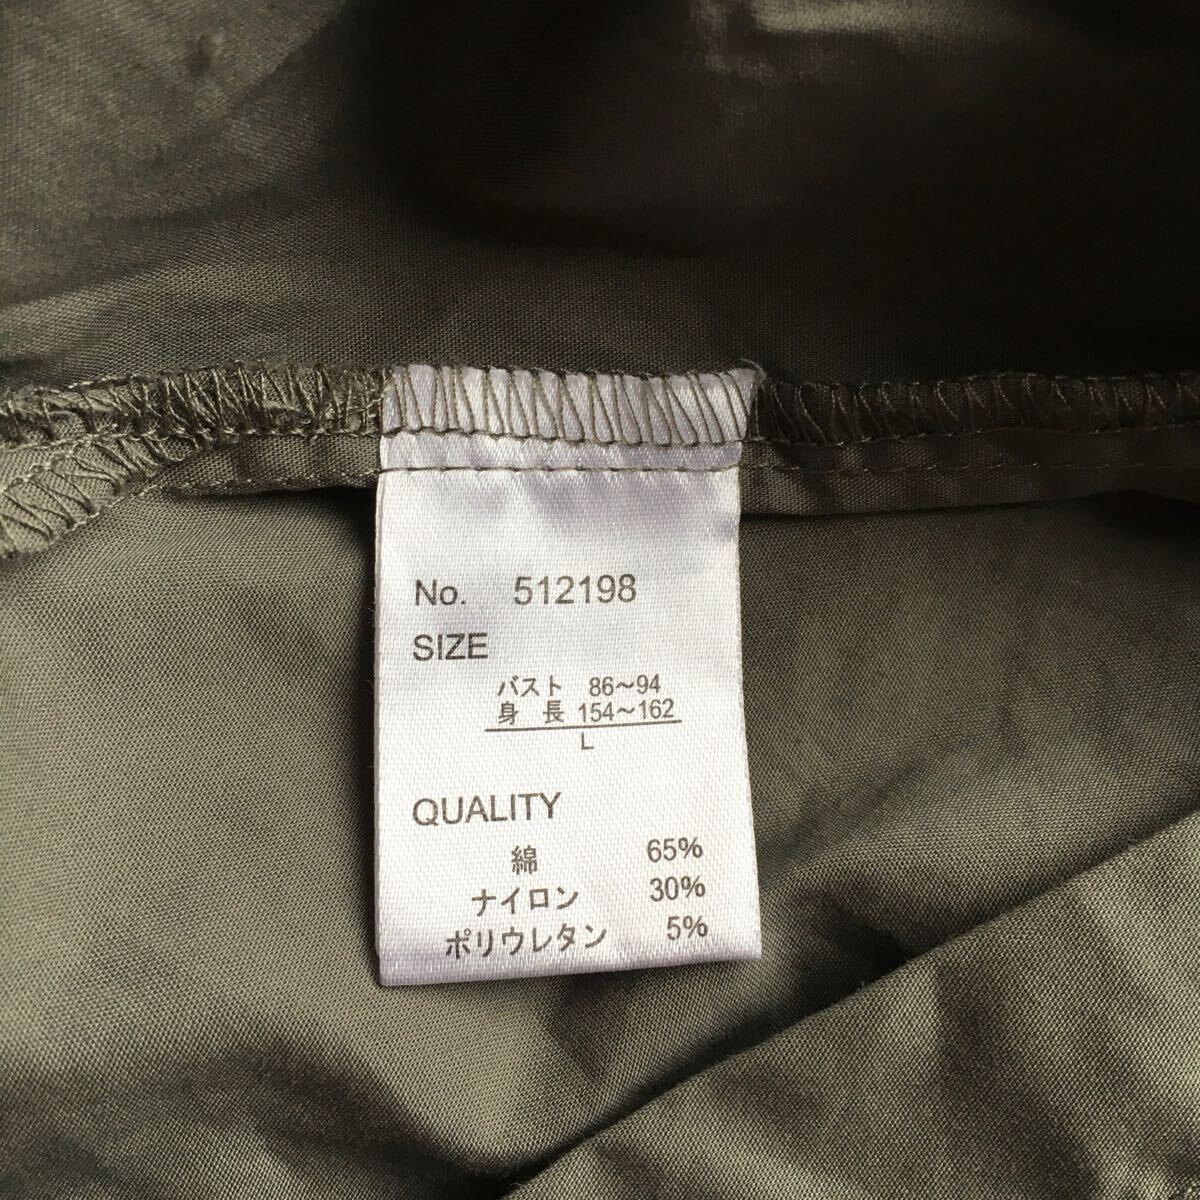 No. 512198
SIZE
バスト 86〜94
身 長 154〜162
L
QUALITY
綿 65%
ナイロン 30%
ポリウレタン 5%